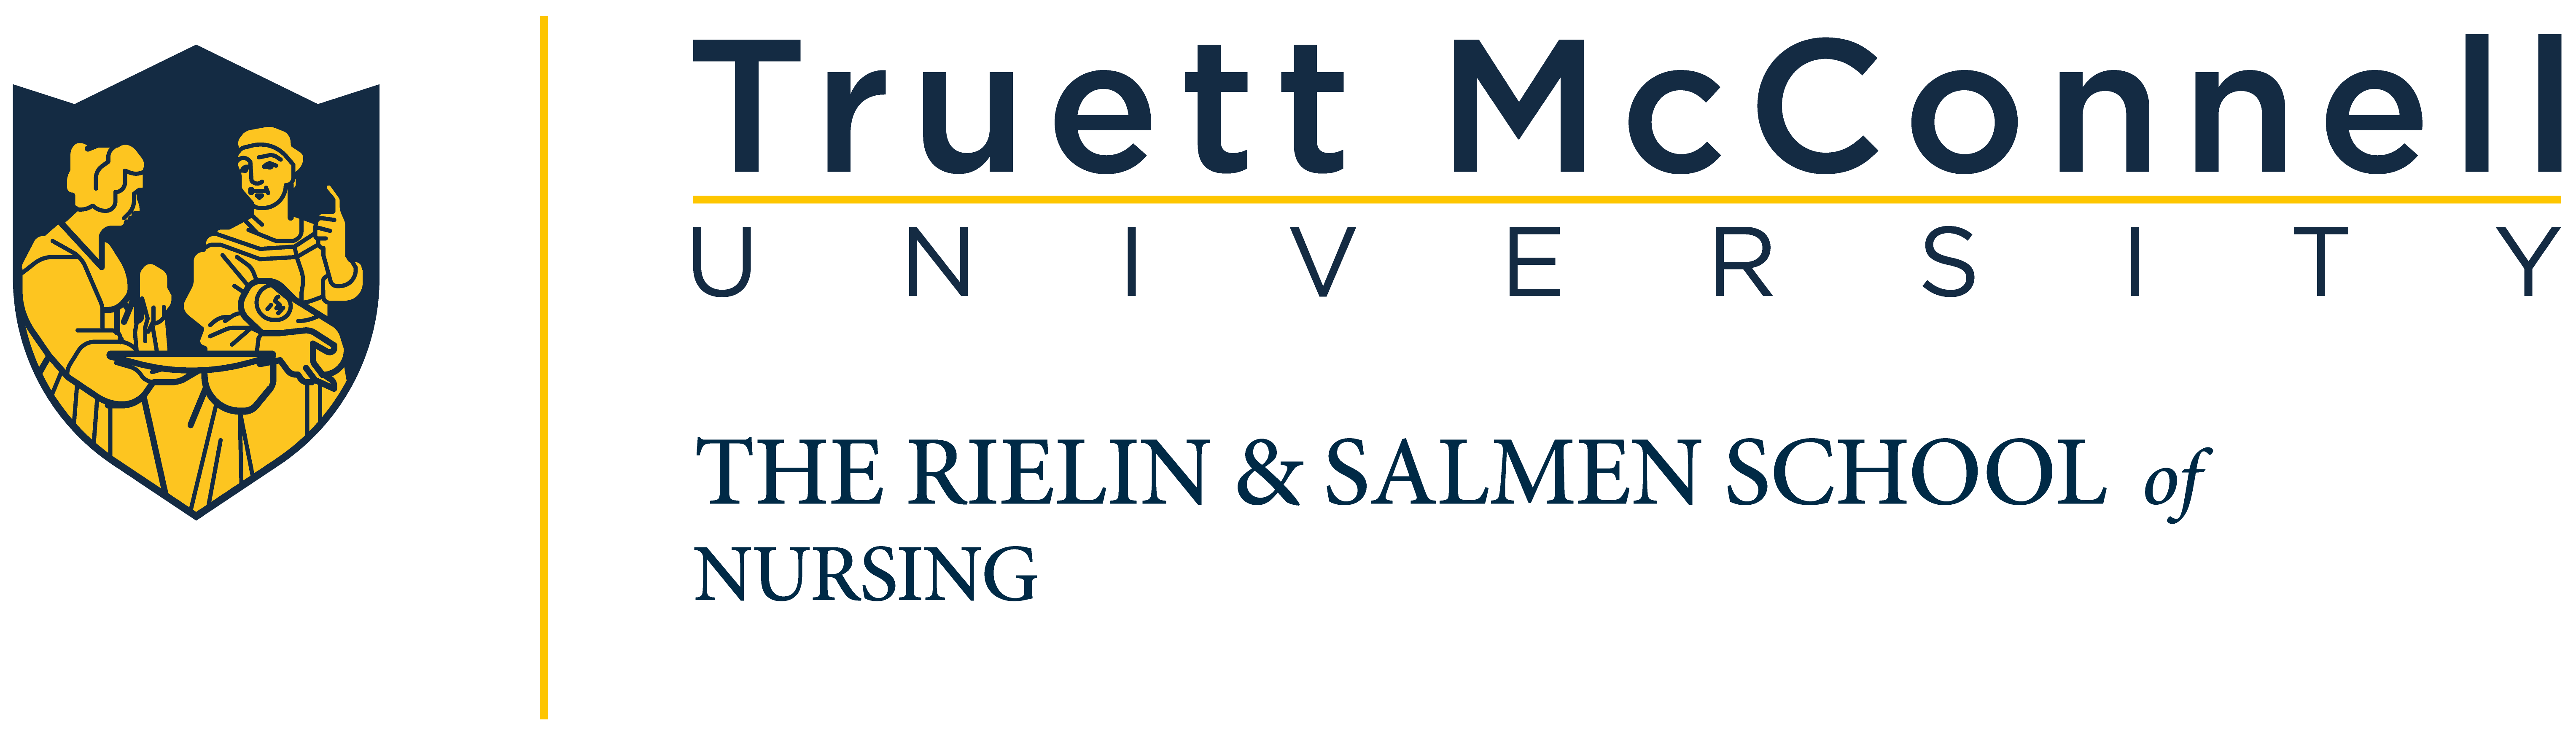 Truett McConnell
UNIVERSITY
THE RIELIN & SALMEN SCHOOL of
NURSING